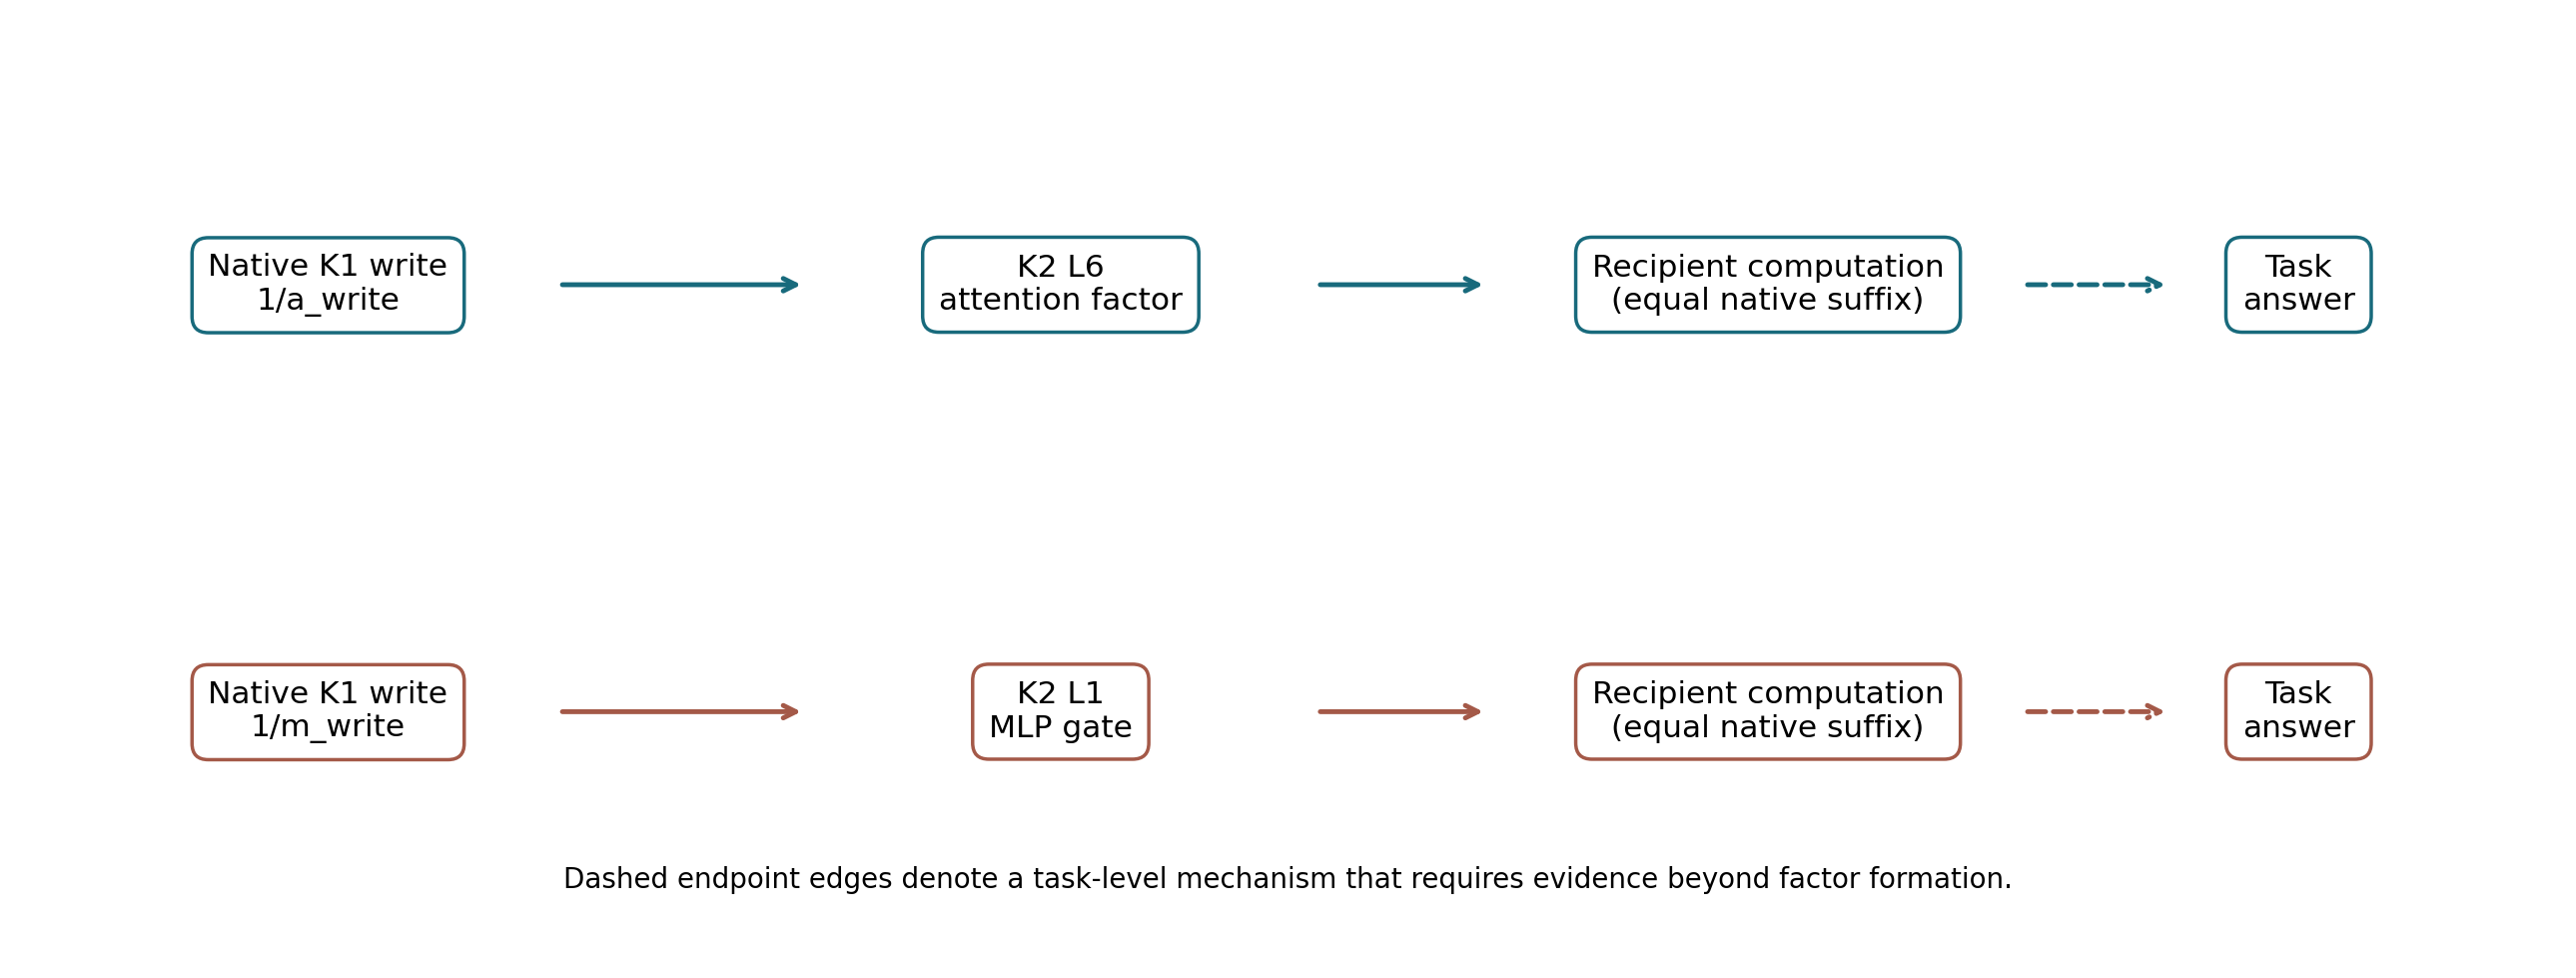 Native K1 write
1/a_write
K2 L6
attention factor
Recipient computation
(equal native suffix)
Task
answer
Native K1 write
1/m_write
K2 L1
MLP gate
Recipient computation
(equal native suffix)
Task
answer
Dashed endpoint edges denote a task-level mechanism that requires evidence beyond factor formation.